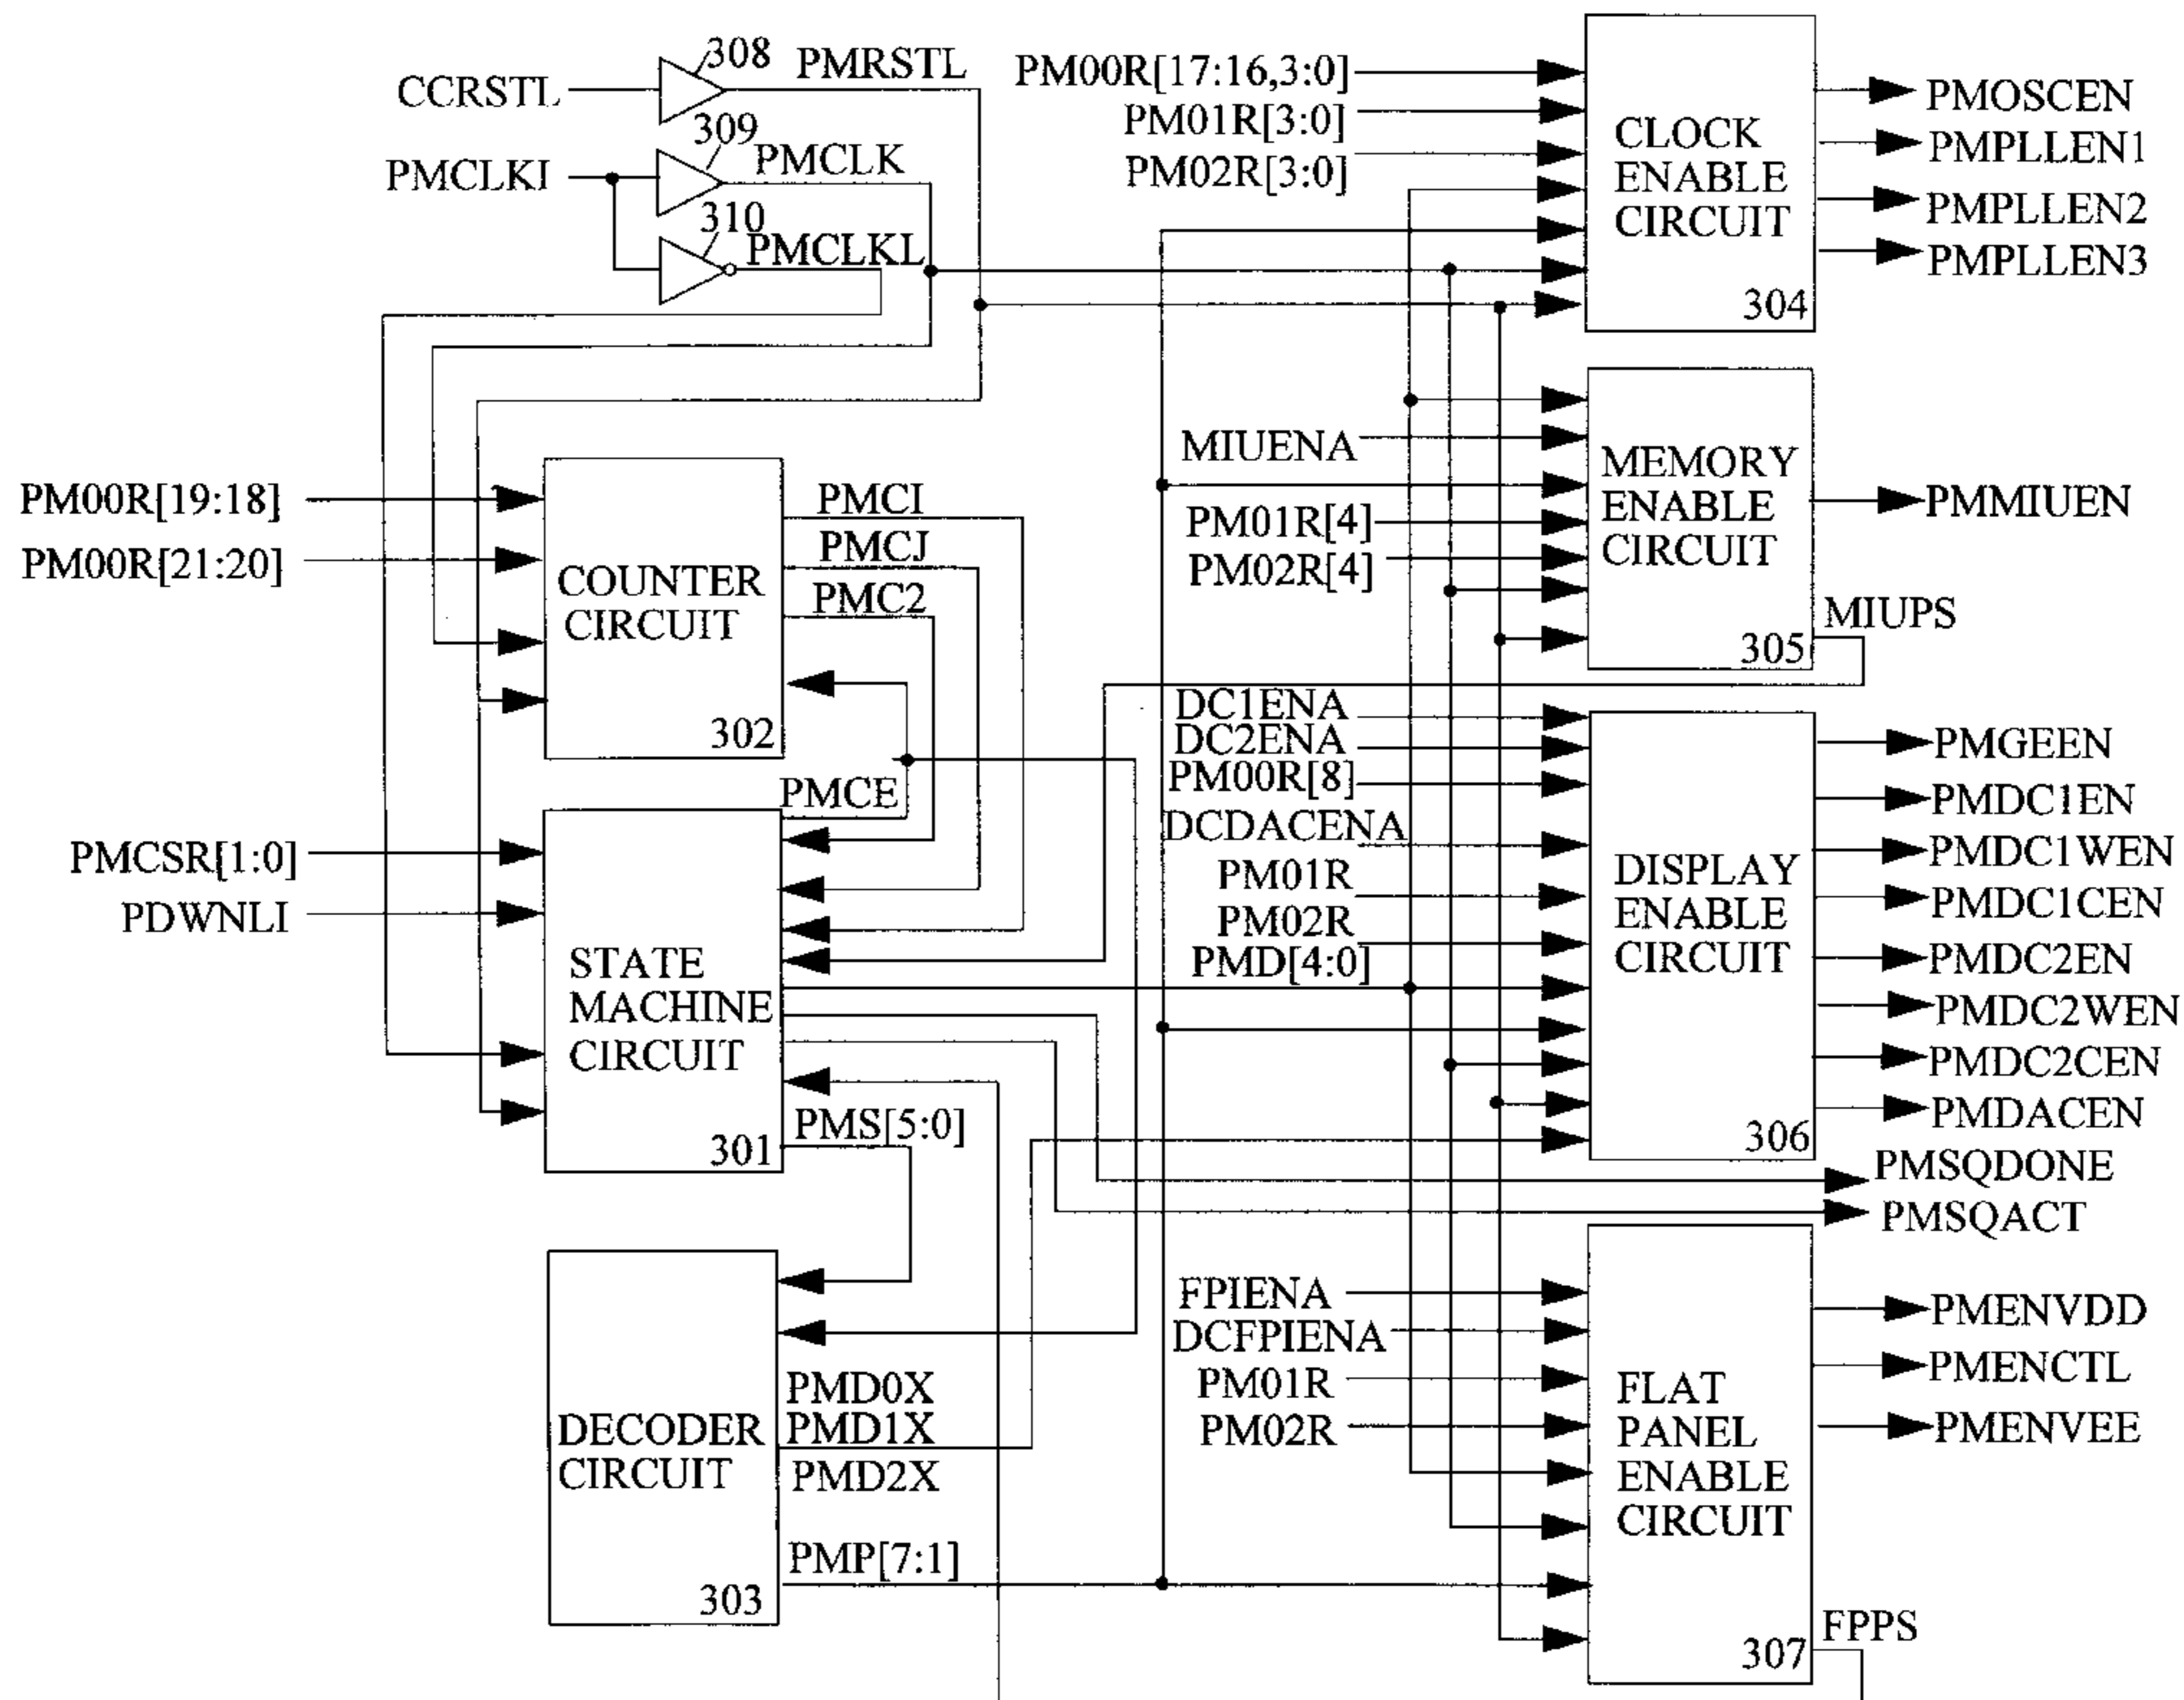 CCRSTL
308
PMRSTL
PMCLKI
309
PMCLK
310
PMCLKL
PM00R[17:16,3:0]
PM01R[3:0]
PM02R[3:0]
CLOCK
ENABLE
CIRCUIT
304
PMOSCEN
PMPLLEN1
PMPLLEN2
PMPLLEN3
PM00R[19:18]
PM00R[21:20]
COUNTER
CIRCUIT
302
PMCI
PMCJ
PMC2
MIUENA
PM01R[4]
PM02R[4]
MEMORY
ENABLE
CIRCUIT
305
PMMIUEN
MIUPS
PMCE
PMCSR[1:0]
PDWNLI
STATE
MACHINE
CIRCUIT
301
PMS[5:0]
DC1ENA
DC2ENA
PM00R[8]
DCDACENA
PM01R
PM02R
PMD[4:0]
DISPLAY
ENABLE
CIRCUIT
306
PMGEEN
PMDC1EN
PMDC1WEN
PMDC1CEN
PMDC2EN
PMDC2WEN
PMDC2CEN
PMDACEN
PMSQDONE
PMSQACT
DECODER
CIRCUIT
303
PMD0X
PMD1X
PMD2X
PMP[7:1]
FPIENA
DCFPIENA
PM01R
PM02R
FLAT
PANEL
ENABLE
CIRCUIT
307
PMENVDD
PMENCTL
PMENVEE
FPPS